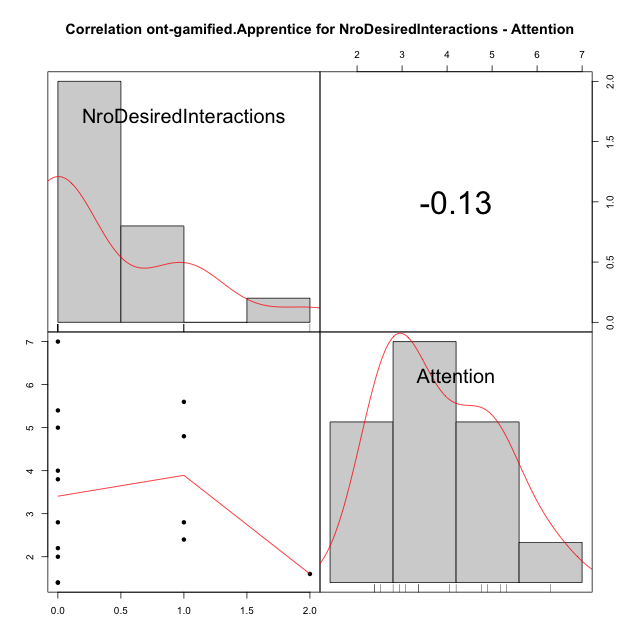 Correlation ont-gamified.Apprentice for NroDesiredInteractions - Attention
2 3 4 5 6 7
NroDesiredInteractions
-0.13
0.0 0.5 1.0 1.5 2.0
2 3 4 5 6 7
Attention
0.0 0.5 1.0 1.5 2.0